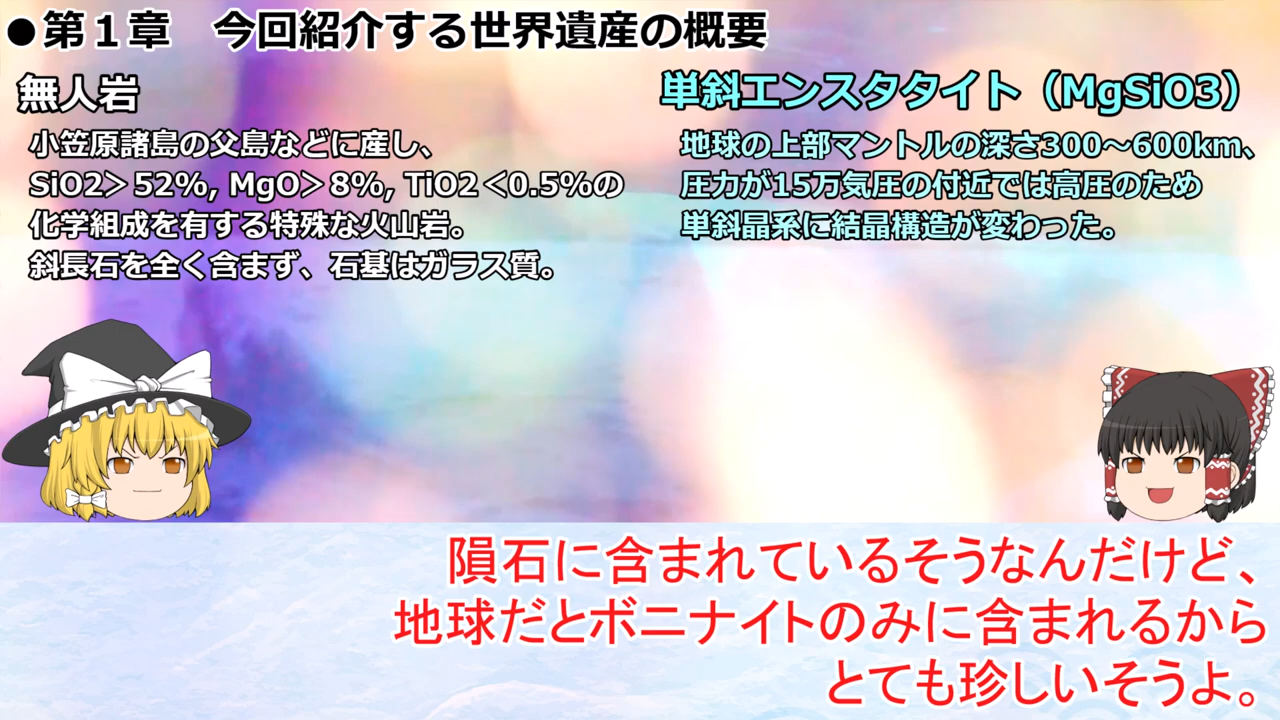 ●第１章　今回紹介する世界遺産の概要
無人岩
小笠原諸島の父島などに産し、
SiO2＞52%, MgO＞8%, TiO2＜0.5%の
化学組成を有する特殊な火山岩。
斜長石を全く含まず、石基はガラス質。
単斜エンスタタイト（MgSiO3）
地球の上部マントルの深さ300～600km、
圧力が15万気圧の付近では高圧のため
単斜晶系に結晶構造が変わった。
隕石に含まれているそうなんだけど、
地球だとボニナイトのみに含まれるから
とても珍しいそうよ。